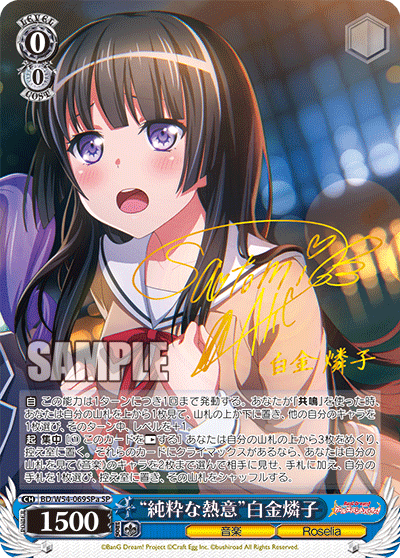 LEVEL
0
0
COST
Satomi
Akesaka
白金 燐子
SAMPLE
自 この能力は1ターンにつき1回まで発動する。あなたが『共鳴』を使った時、
あなたは自分の山札を上から1枚見て、山札の上か下に置き、他の自分のキャラを
1枚選び、そのターン中、レベルを+1。
起 集中［① このカードを［レスト］する］ あなたは自分の山札の上から3枚をめくり、
控え室に置く。それらのカードにクライマックスがあるなら、あなたは自分の
山札を見て《音楽》のキャラを2枚まで選んで相手に見せ、手札に加え、自分の
手札を1枚選び、控え室に置き、その山札をシャッフルする。
CH BD/W54-069SPa SP
POWER
1500
“純粋な熱意”白金燐子
音楽
Roselia
©BanG Dream! Project ©Craft Egg Inc. ©bushiroad All Rights Reserved.